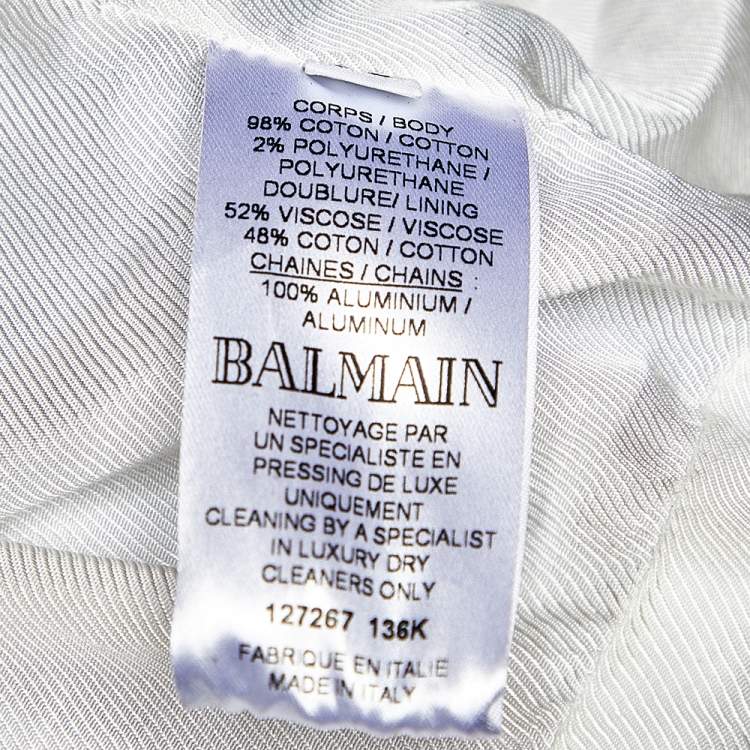 CORPS / BODY
98% COTON / COTTON
2% POLYURETHANE /
POLYURETHANE
DOUBLURE/ LINING
52% VISCOSE / VISCOSE
48% COTON / COTTON
CHAINES / CHAINS :
100% ALUMINIUM /
ALUMINUM
BALMAIN
NETTOYAGE PAR
UN SPECIALISTE EN
PRESSING DE LUXE
UNIQUEMENT
CLEANING BY A SPECIALIST
IN LUXURY DRY
CLEANERS ONLY
127267 136K
FABRIQUE EN ITALIE
MADE IN ITALY